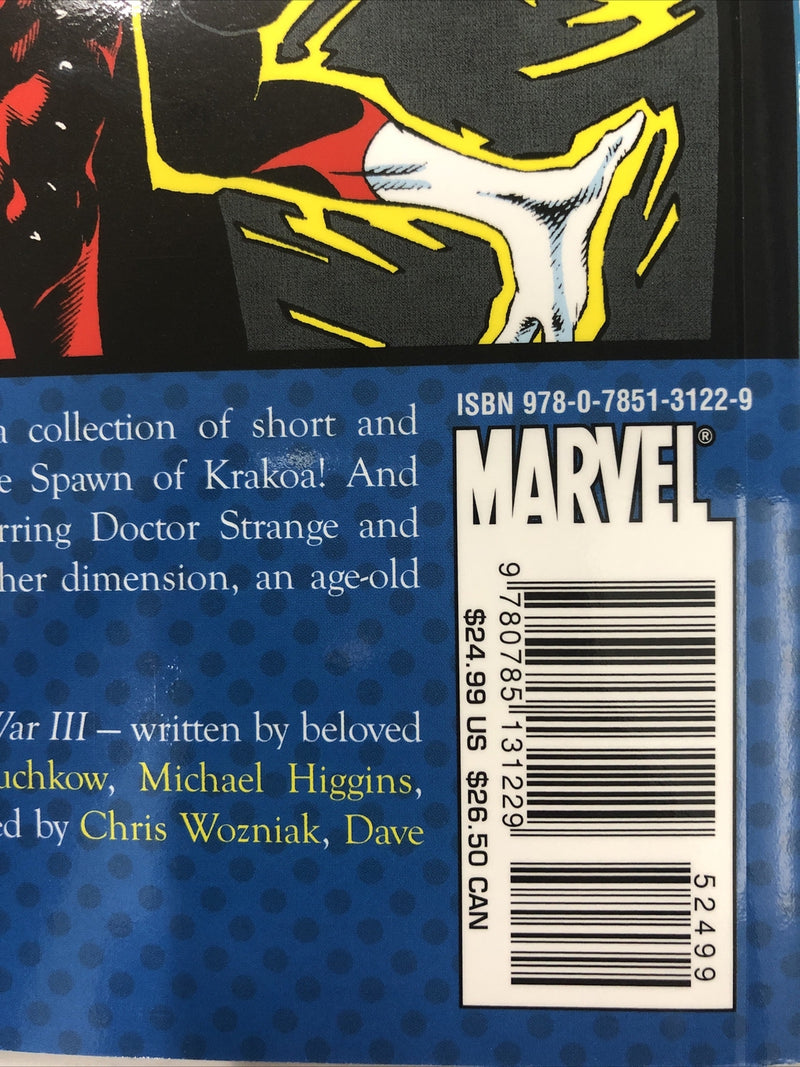 a collection of short and
e Spawn of Krakoa! And
rring Doctor Strange and
her dimension, an age-old
War III – written by beloved
uchkow, Michael Higgins,
ed by Chris Wozniak, Dave
ISBN 978-0-7851-3122-9
MARVEL®
9 780785 131229
$24.99 US $26.50 CAN
52499